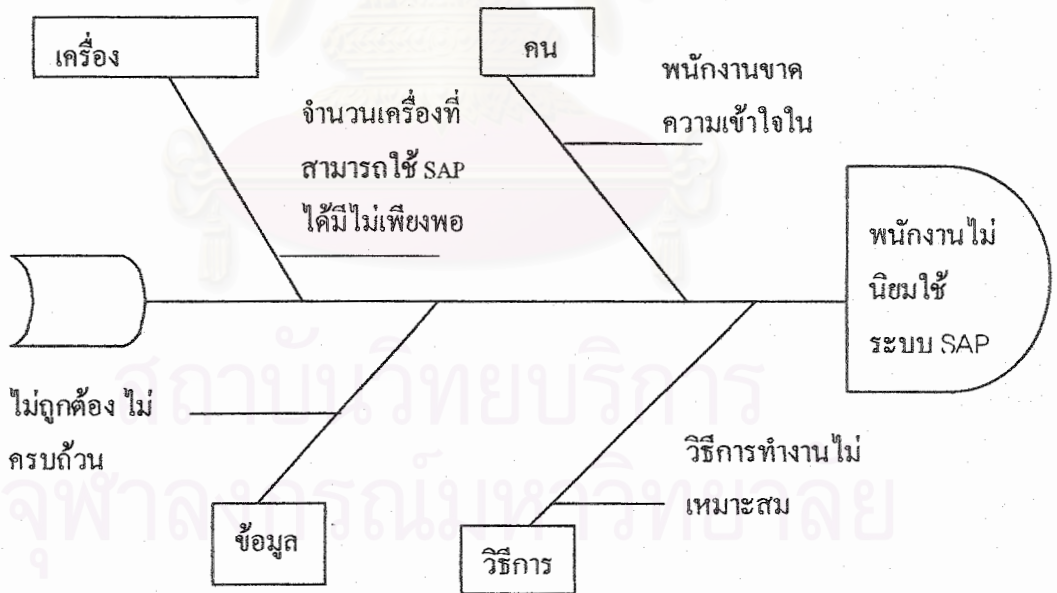 เครื่อง
คน
พนักงานขาด
ความเข้าใจใน
จำนวนเครื่องที่
สามารถใช้ SAP
ได้มีไม่เพียงพอ
พนักงานไม่
นิยมใช้
ระบบ SAP
ไม่ถูกต้อง ไม่
ครบถ้วน
วิธีการทำงานไม่
เหมาะสม
ข้อมูล
วิธีการ
สถาบันวิทยบริการ
จุฬาลงกรณ์มหาวิทยาลัย